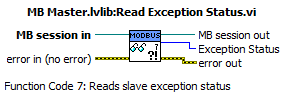 MB Master.lvlib:Read Exception Status.vi
MB session in
MODBUS
7
?!
MB session out
Exception Status
error in (no error)
error out
Function Code 7: Reads slave exception status